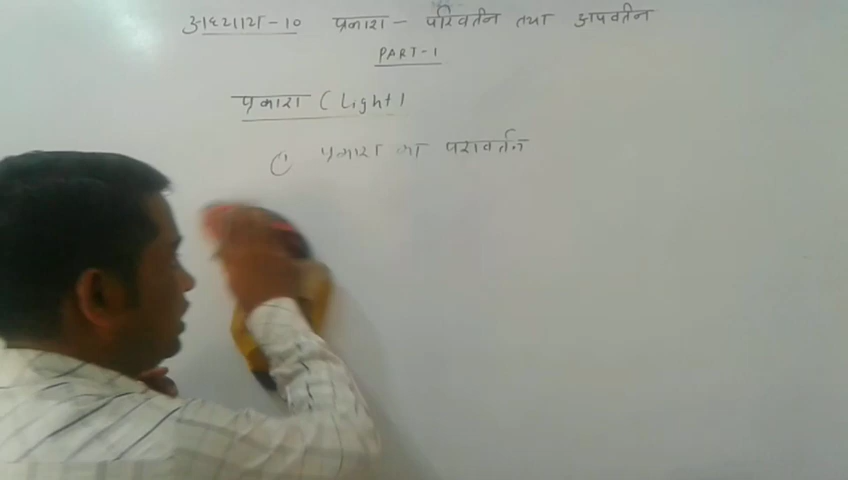 अध्याय-10 प्रकाश - परिवर्तन तथा अपवर्तन
PART-1
प्रकाश (Light)
प्रकाश का परावर्तन